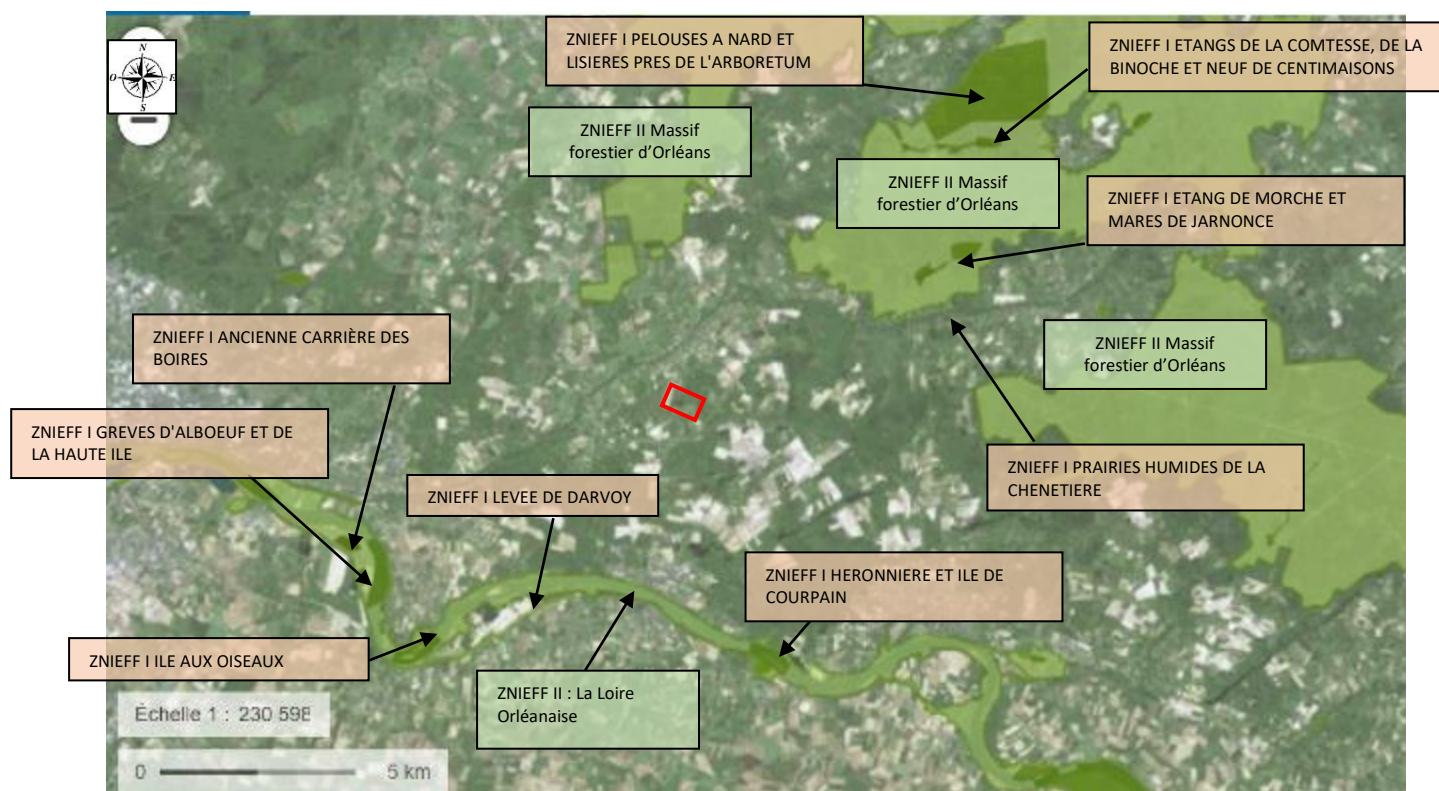 N
O
E
S
ZNIEFF I PELOUSES A NARD ET
LISIERES PRES DE L'ARBORETUM
ZNIEFF I ETANGS DE LA COMTESSE, DE LA
BINOCHE ET NEUF DE CENTIMAISONS
ZNIEFF II Massif
forestier d’Orléans
ZNIEFF II Massif
forestier d’Orléans
ZNIEFF I ETANG DE MORCHE ET
MARES DE JARNONCE
ZNIEFF I ANCIENNE CARRIÈRE DES
BOIRES
ZNIEFF II Massif
forestier d’Orléans
ZNIEFF I GREVES D'ALBOEUF ET DE
LA HAUTE ILE
ZNIEFF I PRAIRIES HUMIDES DE LA
CHENETIERE
ZNIEFF I LEVEE DE DARVOY
ZNIEFF I HERONNIERE ET ILE DE
COURPAIN
ZNIEFF I ILE AUX OISEAUX
ZNIEFF II : La Loire
Orléanaise
Échelle 1 : 230 598
0 5 km